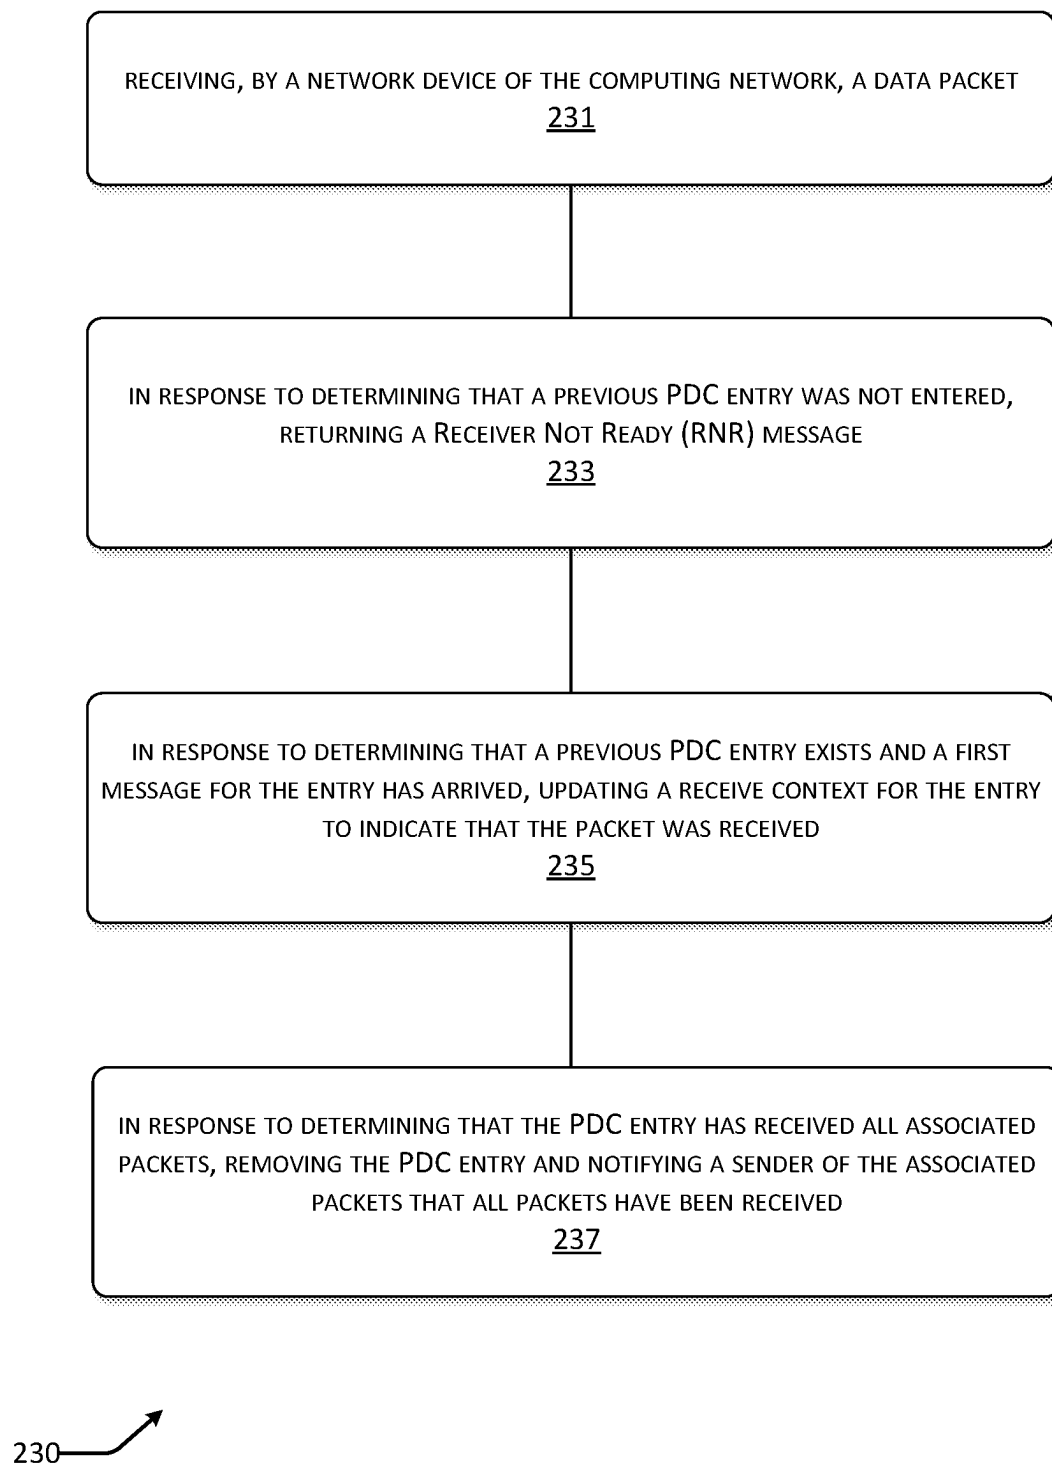 RECEIVING, BY A NETWORK DEVICE OF THE COMPUTING NETWORK, A DATA PACKET
231
IN RESPONSE TO DETERMINING THAT A PREVIOUS PDC ENTRY WAS NOT ENTERED,
RETURNING A RECEIVER NOT READY (RNR) MESSAGE
233
IN RESPONSE TO DETERMINING THAT A PREVIOUS PDC ENTRY EXISTS AND A FIRST
MESSAGE FOR THE ENTRY HAS ARRIVED, UPDATING A RECEIVE CONTEXT FOR THE ENTRY
TO INDICATE THAT THE PACKET WAS RECEIVED
235
IN RESPONSE TO DETERMINING THAT THE PDC ENTRY HAS RECEIVED ALL ASSOCIATED
PACKETS, REMOVING THE PDC ENTRY AND NOTIFYING A SENDER OF THE ASSOCIATED
PACKETS THAT ALL PACKETS HAVE BEEN RECEIVED
237
230